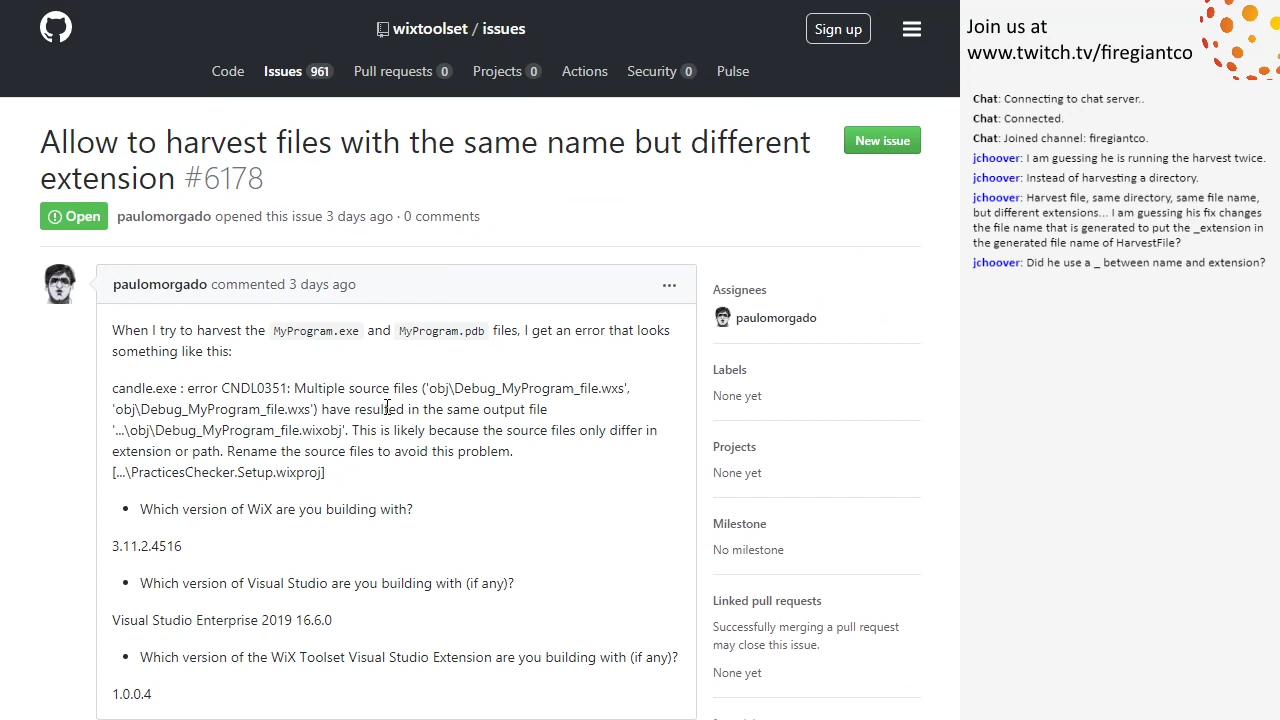 wixtoolset / issues
Sign up
Code
Issues 961
Pull requests 0
Projects 0
Actions
Security 0
Pulse
Allow to harvest files with the same name but different
extension #6178
New issue
Open
paulomorgado opened this issue 3 days ago · 0 comments
paulomorgado commented 3 days ago
When I try to harvest the MyProgram.exe and MyProgram.pdb files, I get an error that looks
something like this:
candle.exe : error CNDL0351: Multiple source files ('obj\Debug_MyProgram_file.wxs',
'obj\Debug_MyProgram_file.wxs') have resulted in the same output file
'...\obj\Debug_MyProgram_file.wixobj'. This is likely because the source files only differ in
extension or path. Rename the source files to avoid this problem.
[...\PracticesChecker.Setup.wixproj]
• Which version of WiX are you building with?
3.11.2.4516
• Which version of Visual Studio are you building with (if any)?
Visual Studio Enterprise 2019 16.6.0
• Which version of the WiX Toolset Visual Studio Extension are you building with (if any)?
1.0.0.4
Assignees
paulomorgado
Labels
None yet
Projects
None yet
Milestone
No milestone
Linked pull requests
Successfully merging a pull request
may close this issue.
None yet
Join us at
www.twitch.tv/firegiantco
Chat: Connecting to chat server..
Chat: Connected.
Chat: Joined channel: firegiantco.
jchoover: I am guessing he is running the harvest twice.
jchoover: Instead of harvesting a directory.
jchoover: Harvest file, same directory, same file name,
but different extensions... I am guessing his fix changes
the file name that is generated to put the _extension in
the generated file name of HarvestFile?
jchoover: Did he use a _ between name and extension?